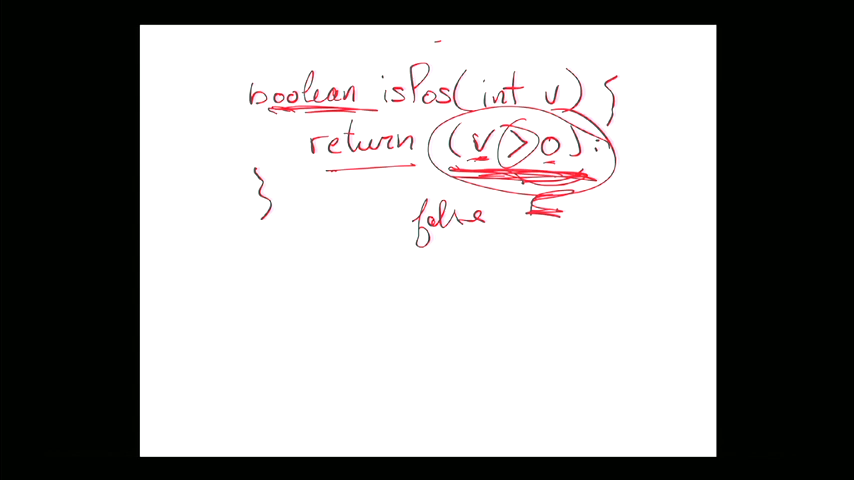 boolean isPos(int v) {
return (v > 0);
}
false